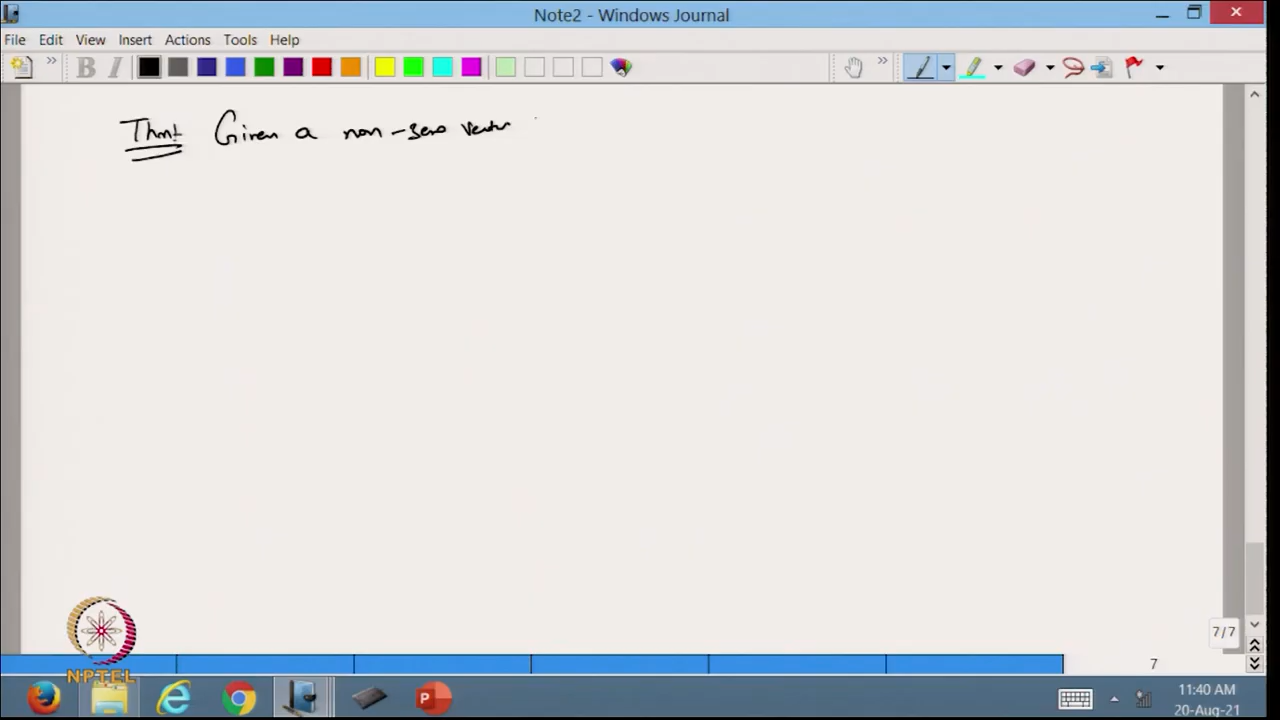 Note2 - Windows Journal
File Edit View Insert Actions Tools Help
B I
Thm: Given a non-zero vector
7/7
7
NPTEL
11:40 AM
20-Aug-21